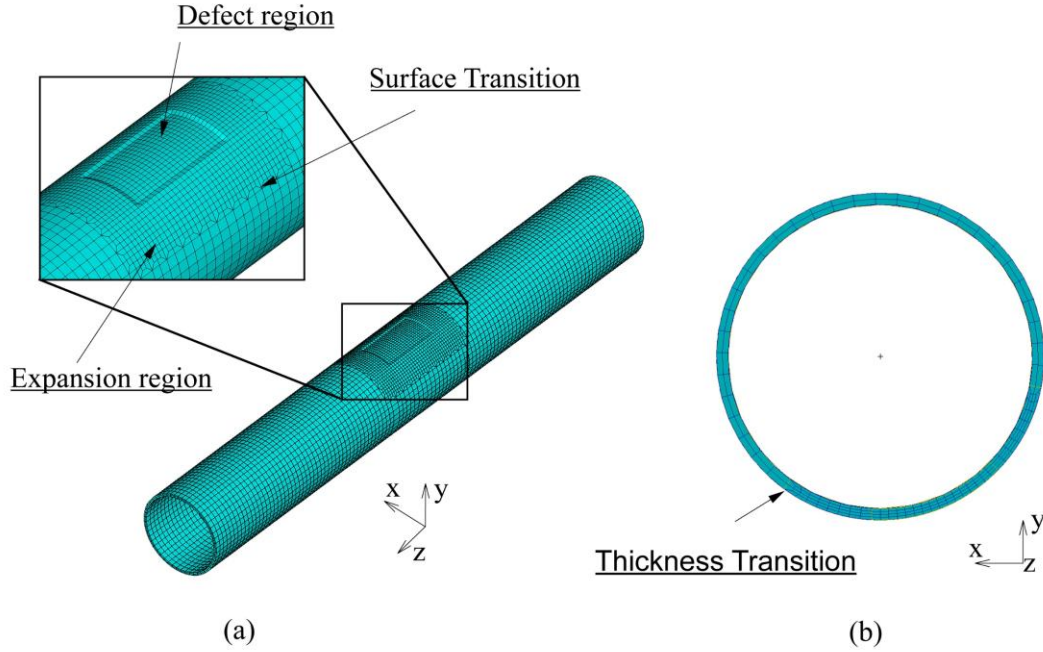 Defect region
Surface Transition
Expansion region
x
y
z
(a)
Thickness Transition
y
x
z
(b)